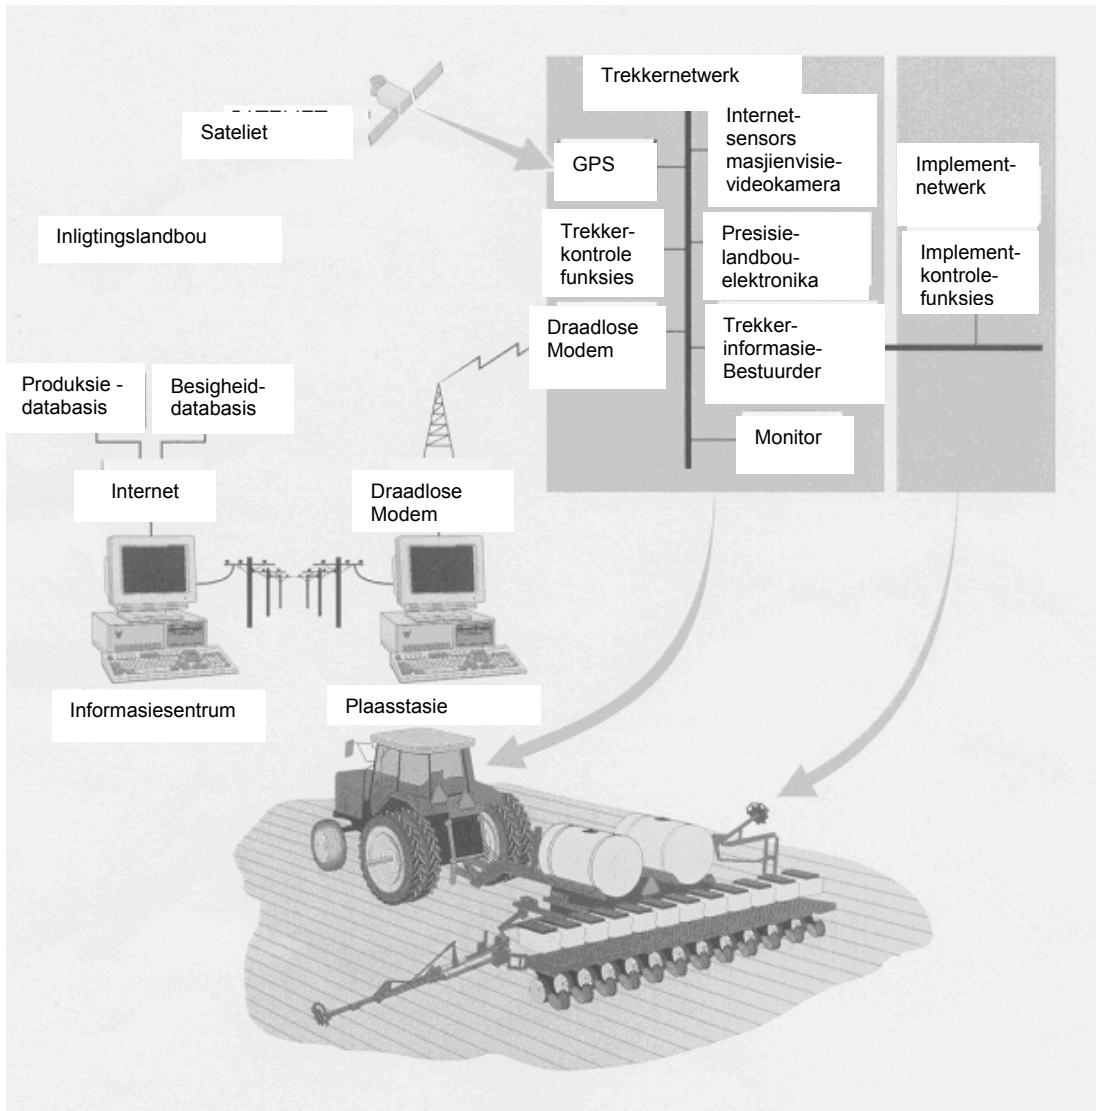 Trekkernetwerk
Sateliet
Internet-
sensors
masjienvisie-
videokamera
GPS
Implement-
netwerk
Inligtingslandbou
Trekker-
kontrole
funksies
Presisie-
landbou-
elektronika
Implement-
kontrole-
funksies
Draadlose
Modem
Trekker-
informasie-
Bestuurder
Produksie -
databasis
Besigheid-
databasis
Monitor
Internet
Draadlose
Modem
Informasiesentrum
Plaasstasie